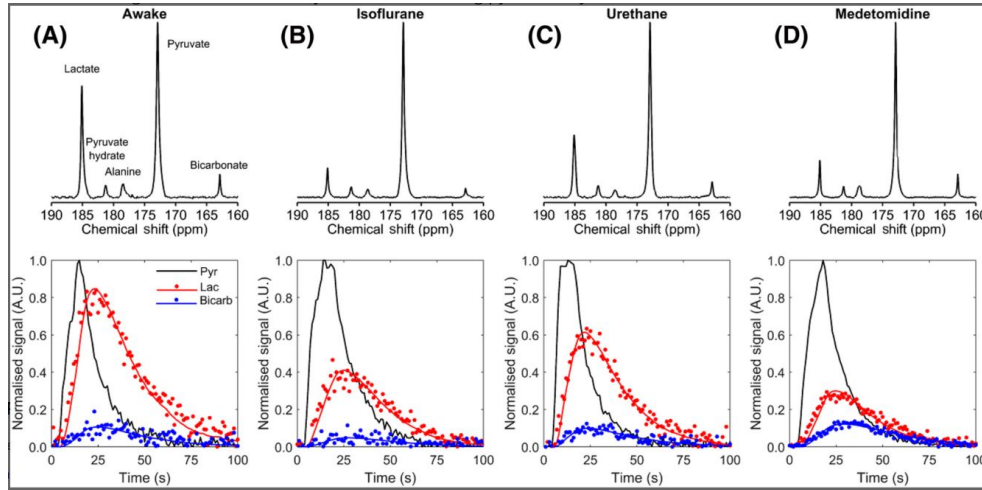 Awake
Isoflurane
Urethane
Medetomidine
(A)
(B)
(C)
(D)
Pyruvate
Lactate
Pyruvate
hydrate
Alanine
Bicarbonate
190 185 180 175 170 165 160
Chemical shift (ppm)
190 185 180 175 170 165 160
Chemical shift (ppm)
190 185 180 175 170 165 160
Chemical shift (ppm)
190 185 180 175 170 165 160
Chemical shift (ppm)
Normalised signal (A.U.)
1.0
0.8
0.6
0.4
0.2
0.0
Pyr
Lac
Bicarb
0 25 50 75 100
Time (s)
Normalised signal (A.U.)
1.0
0.8
0.6
0.4
0.2
0.0
0 25 50 75 100
Time (s)
Normalised signal (A.U.)
1.0
0.8
0.6
0.4
0.2
0.0
0 25 50 75 100
Time (s)
Normalised signal (A.U.)
1.0
0.8
0.6
0.4
0.2
0.0
0 25 50 75 100
Time (s)